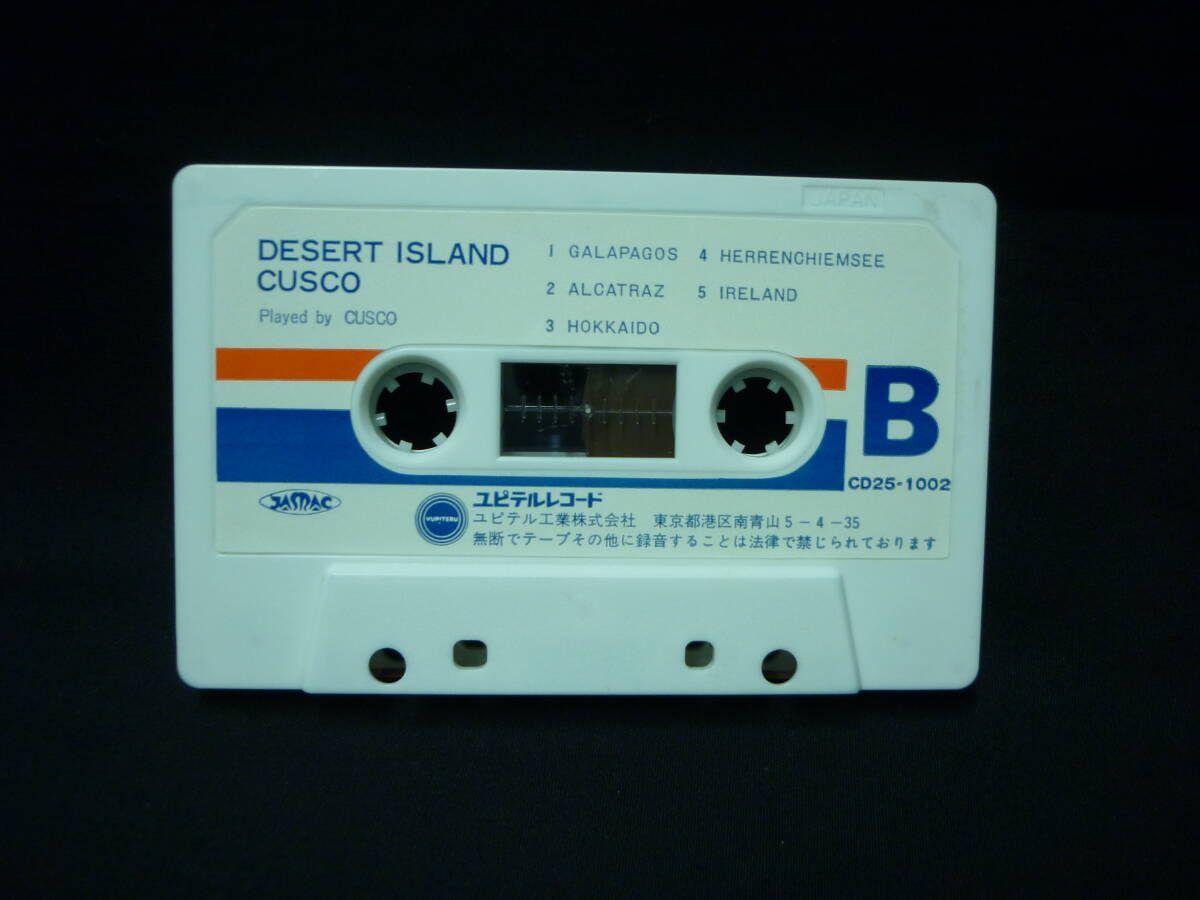 JAPAN
DESERT ISLAND
CUSCO
Played by CUSCO
1 GALAPAGOS
2 ALCATRAZ
3 HOKKAIDO
4 HERRENCHIEMSEE
5 IRELAND
B
CD25-1002
JASRAC
YUPITERU
ユピテルレコード
ユピテル工業株式会社 東京都港区南青山5-4-35
無断でテープその他に録音することは法律で禁じられております